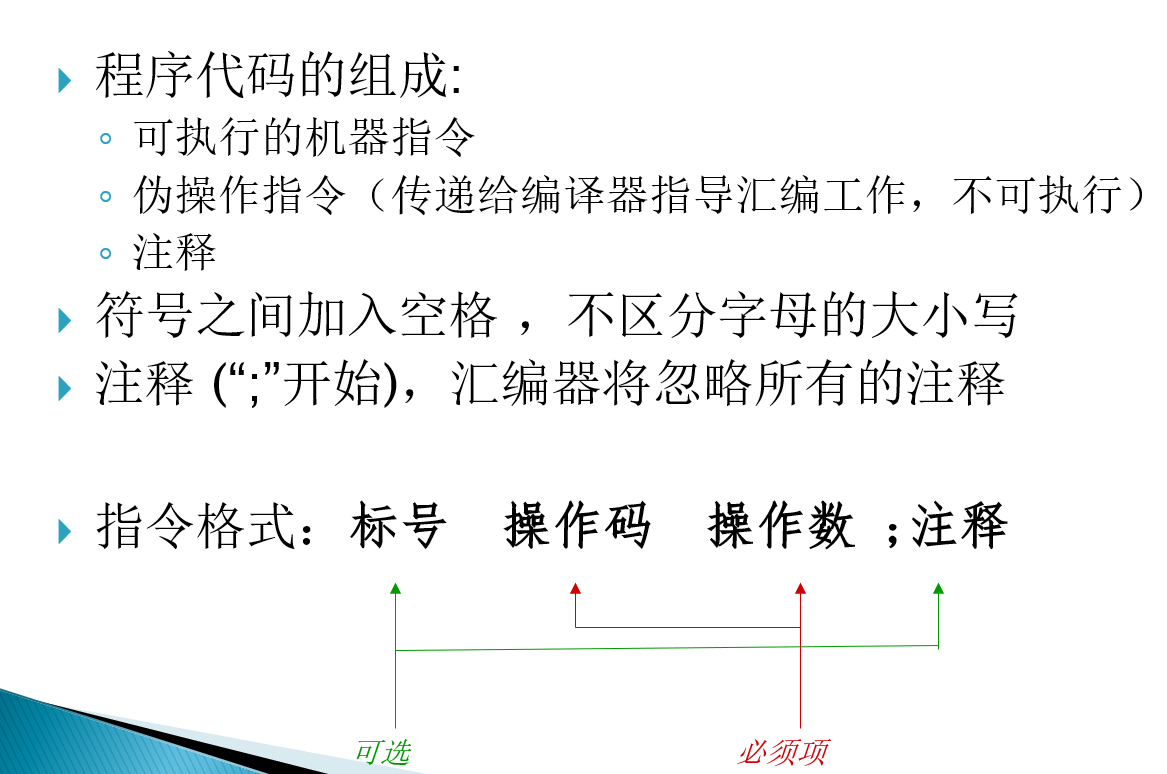 程序代码的组成:
可执行的机器指令
伪操作指令（传递给编译器指导汇编工作，不可执行）
注释
符号之间加入空格 ，不区分字母的大小写
注释 (“;”开始)，汇编器将忽略所有的注释
指令格式：标号 操作码 操作数 ；注释
可选 必须项